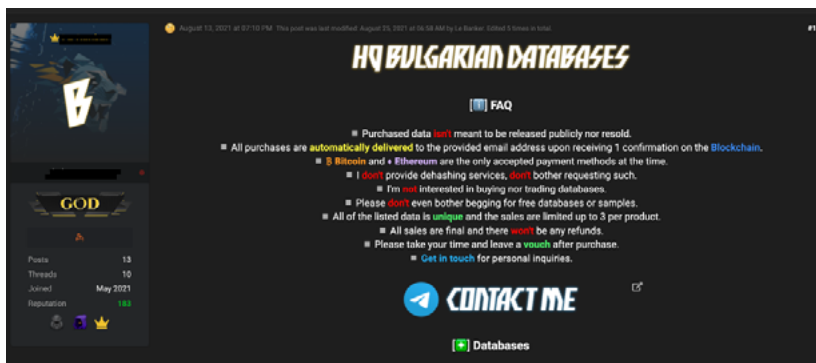 August 13, 2021 at 07:10 PM This post was last modified: August 25, 2021 at 06:58 AM by La Banker. Edited 5 times in total.
#1
HQ BULGARIAN DATABASES
B
[i] FAQ
Purchased data isn't meant to be released publicly nor resold.
All purchases are automatically delivered to the provided email address upon receiving 1 confirmation on the Blockchain.
Bitcoin and Ethereum are the only accepted payment methods at the time.
I don't provide dehashing services, don't bother requesting such.
I'm not interested in buying nor trading databases.
Please don't even bother begging for free databases or samples.
All of the listed data is unique and the sales are limited up to 3 per product.
All sales are final and there won't be any refunds.
Please take your time and leave a vouch after purchase.
Get in touch for personal inquiries.
GOD
Posts 13
Threads 10
Joined May 2021
Reputation 183
CONTACT ME
[+] Databases